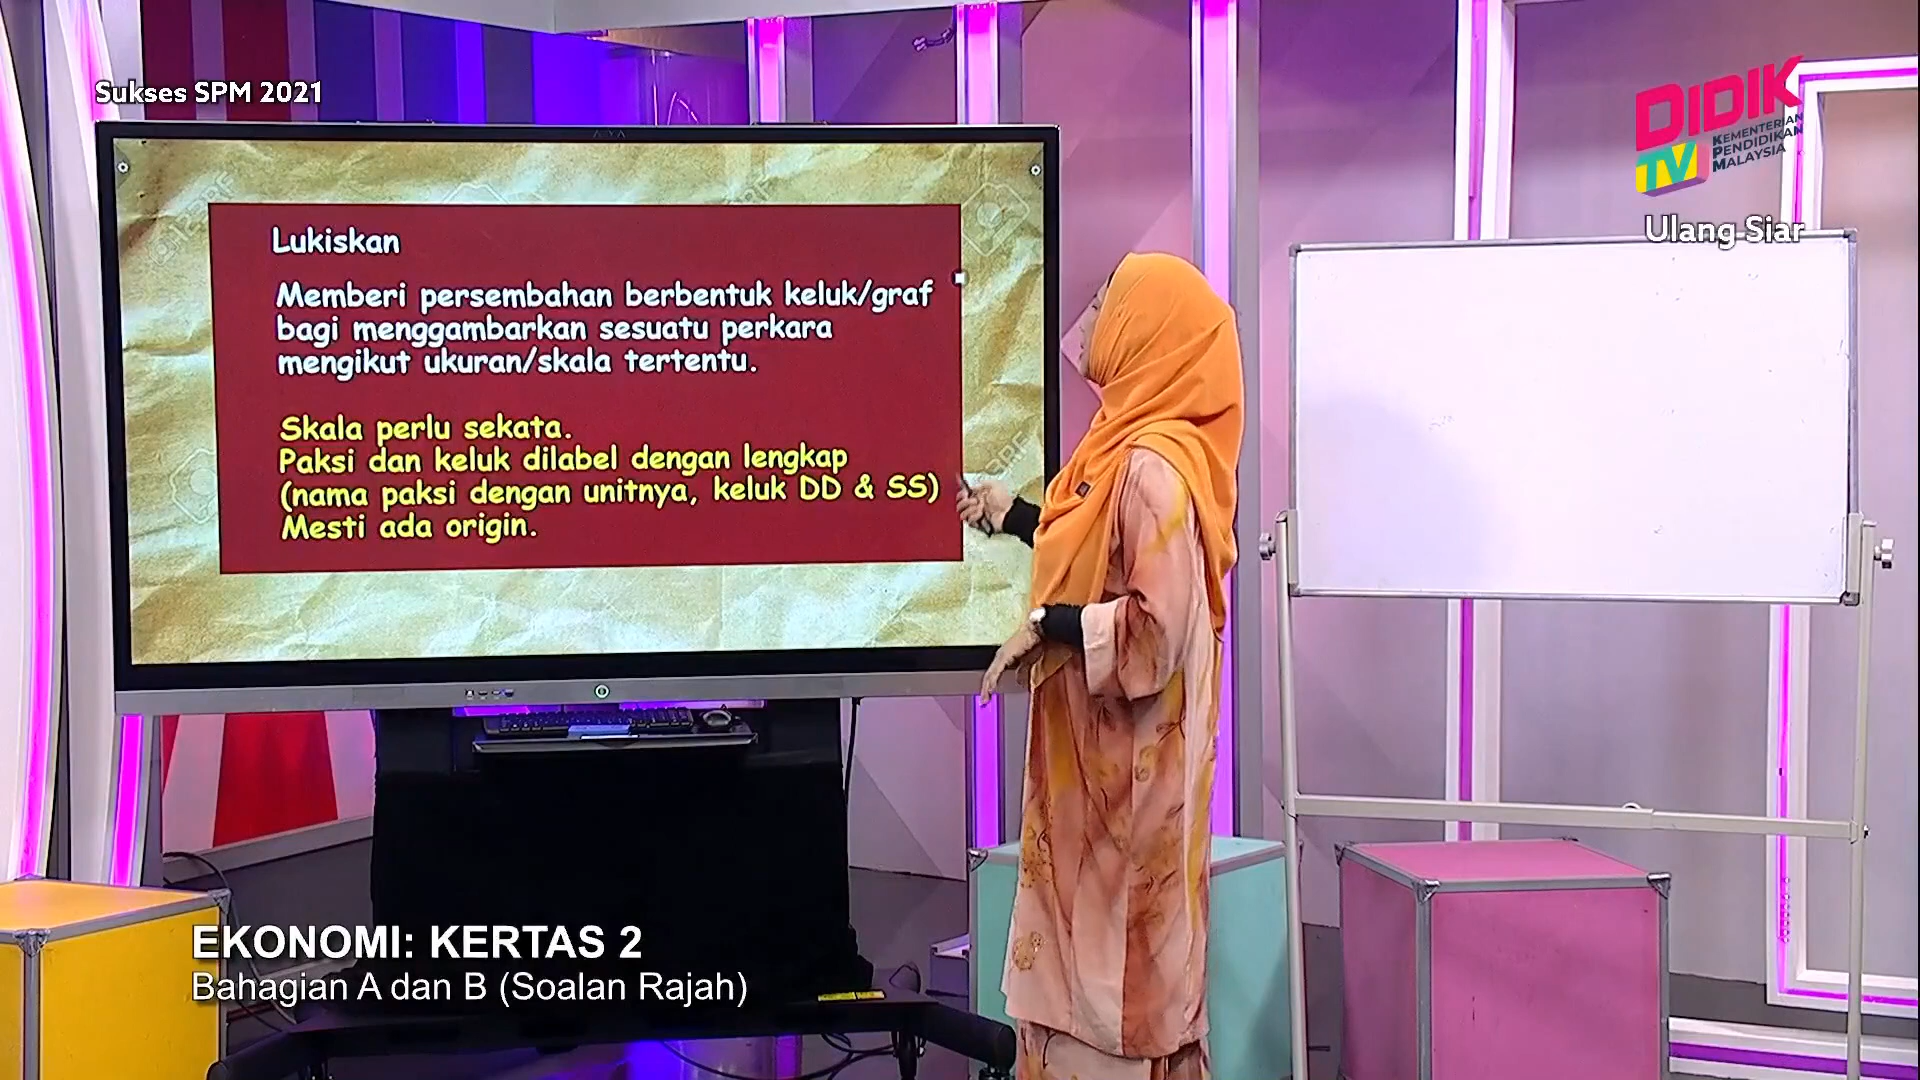 Sukses SPM 2021
DIDIK
TV
KEMENTERIAN
PENDIDIKAN
MALAYSIA
Ulang Siar
Lukiskan
Memberi persembahan berbentuk keluk/graf
bagi menggambarkan sesuatu perkara
mengikut ukuran/skala tertentu.
Skala perlu sekata.
Paksi dan keluk dilabel dengan lengkap
(nama paksi dengan unitnya, keluk DD & SS)
Mesti ada origin.
EKONOMI: KERTAS 2
Bahagian A dan B (Soalan Rajah)